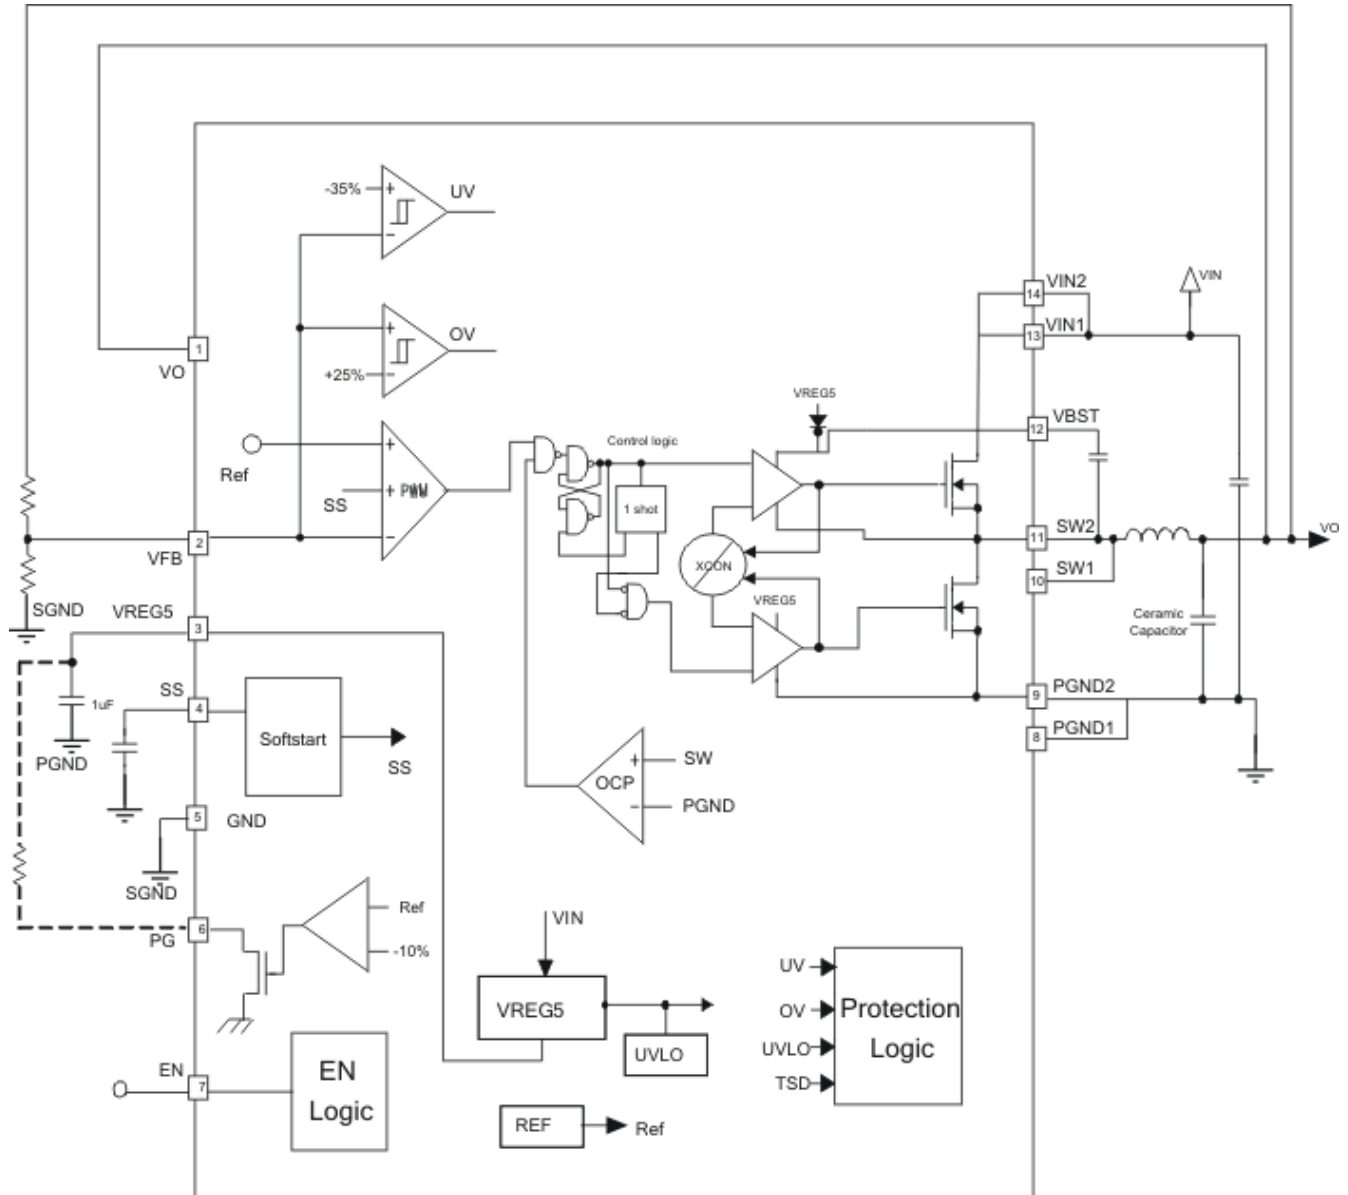 -35%
+
-
UV
+
+25%
-
OV
1
VO
Ref
SS
+
+
-
PWM
2
VFB
SGND
VREG5
3
1uF
PGND
SS
4
Softstart
SS
5
GND
SGND
PG
6
Ref
-10%
EN
7
EN
Logic
Control logic
1 shot
VREG5
XCON
VREG5
OCP
+
-
SW
PGND
VIN
VREG5
UVLO
REF
Ref
UV
OV
UVLO
TSD
Protection
Logic
14
VIN2
13
VIN1
VIN
12
VBST
11
SW2
10
SW1
VO
Ceramic
Capacitor
9
PGND2
8
PGND1